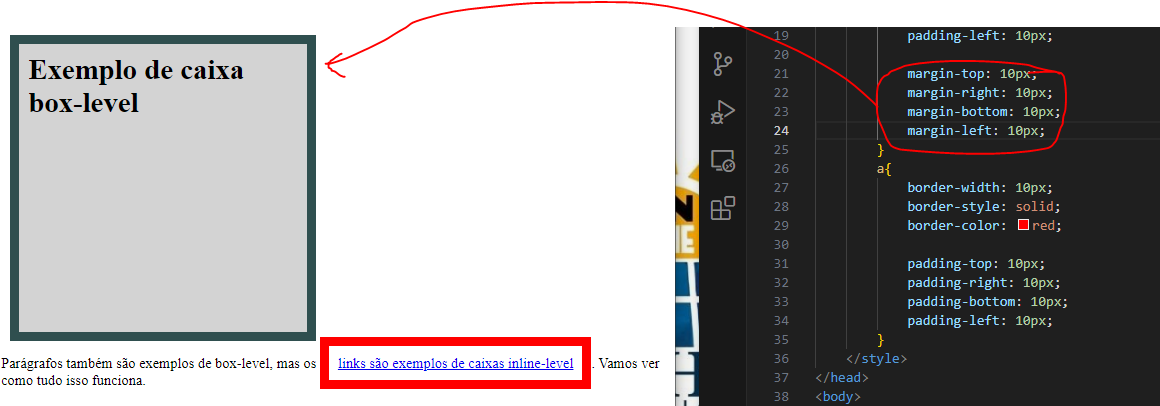 Exemplo de caixa
box-level
Parágrafos também são exemplos de box-level, mas os links são exemplos de caixas inline-level . Vamos ver
como tudo isso funciona.
19 padding-left: 10px;
20
21 margin-top: 10px;
22 margin-right: 10px;
23 margin-bottom: 10px;
24 margin-left: 10px;
25 }
26 a{
27 border-width: 10px;
28 border-style: solid;
29 border-color: red;
30
31 padding-top: 10px;
32 padding-right: 10px;
33 padding-bottom: 10px;
34 padding-left: 10px;
35 }
36 </style>
37 </head>
38 <body>